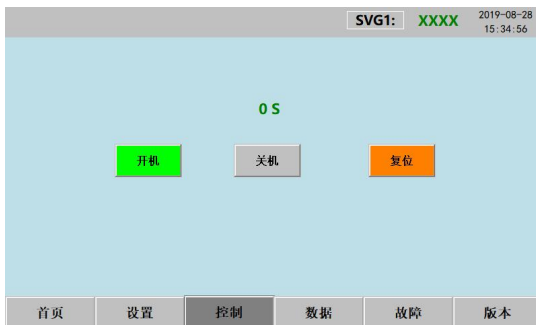 SVG1: XXXX 2019-08-28
15:34:56
0 S
开机 关机 复位
首页 设置 控制 数据 故障 版本